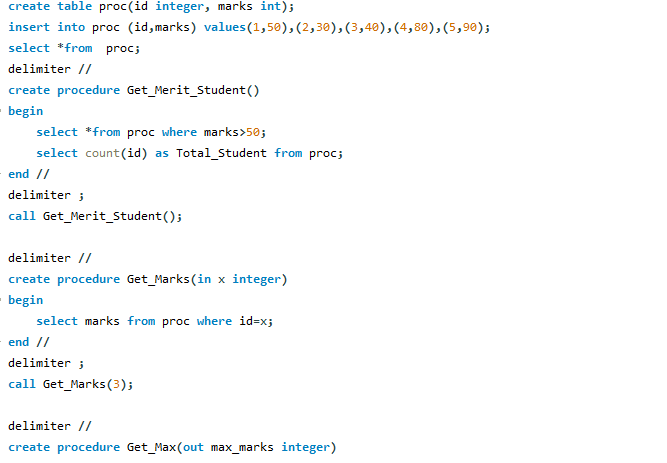 create table proc(id integer, marks int);
insert into proc (id,marks) values(1,50),(2,30),(3,40),(4,80),(5,90);
select *from  proc;
delimiter //
create procedure Get_Merit_Student()
begin
    select *from proc where marks>50;
    select count(id) as Total_Student from proc;
end //
delimiter ;
call Get_Merit_Student();

delimiter //
create procedure Get_Marks(in x integer)
begin
    select marks from proc where id=x;
end //
delimiter ;
call Get_Marks(3);

delimiter //
create procedure Get_Max(out max_marks integer)